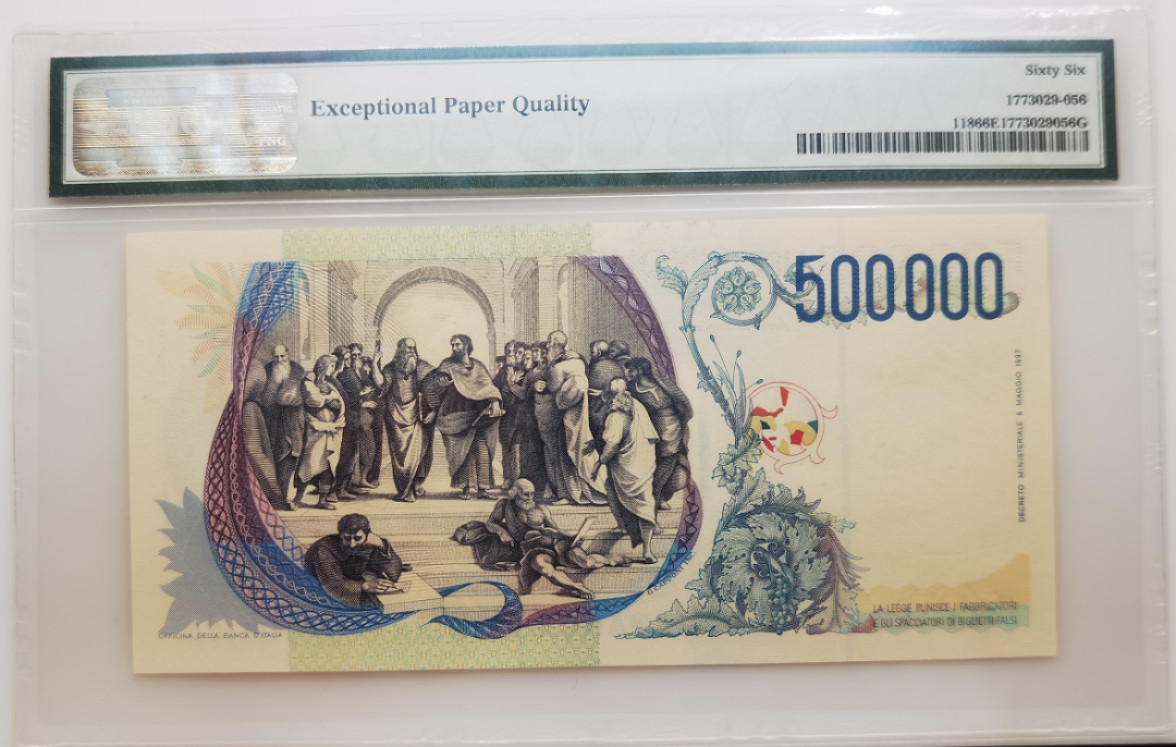 Exceptional Paper Quality
Sixty Six
1773029-056
11866E1773029056G
500000
DECRETO MINISTERIALE 6 MAGGIO 1997
LA LEGGE PUNISCE I FABBRICATORI
E GLI SPACCIATORI DI BIGLIETTI FALSI
OFFICINA DELLA BANCA D'ITALIA